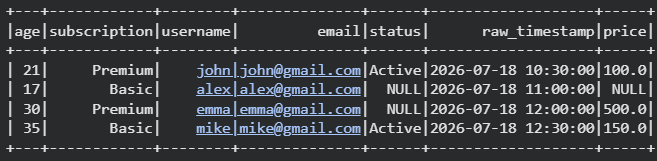 +---+------------+--------+--------------+------+-------------------+-----+
|age|subscription|username|         email|status|      raw_timestamp|price|
+---+------------+--------+--------------+------+-------------------+-----+
| 21|     Premium|    john|john@gmail.com|Active|2026-07-18 10:30:00|100.0|
| 17|       Basic|    alex|alex@gmail.com|  NULL|2026-07-18 11:00:00| NULL|
| 30|     Premium|    emma|emma@gmail.com|  NULL|2026-07-18 12:00:00|500.0|
| 35|       Basic|    mike|mike@gmail.com|Active|2026-07-18 12:30:00|150.0|
+---+------------+--------+--------------+------+-------------------+-----+